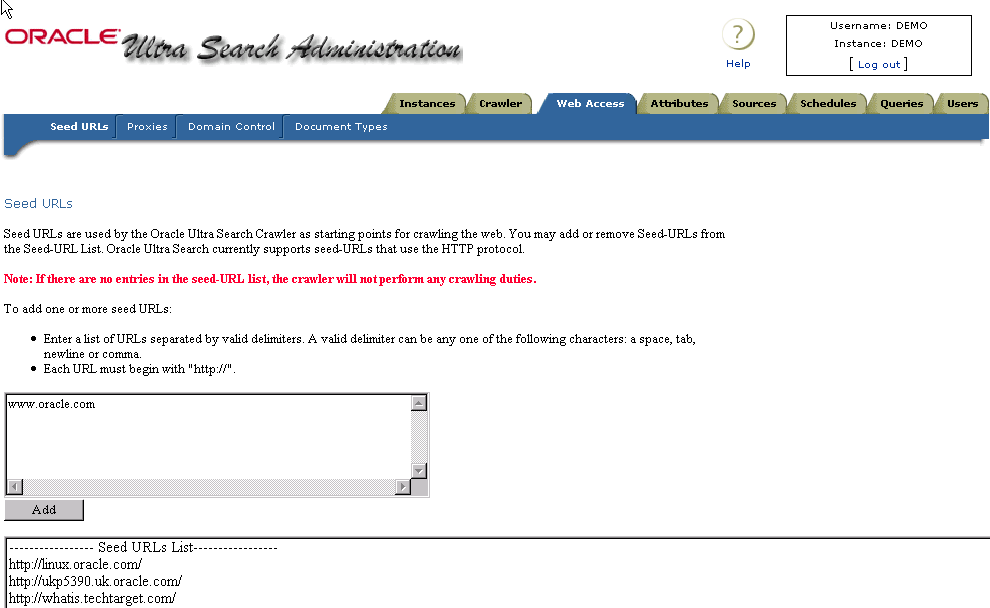 ORACLE Ultra Search Administration
?
Help
Username: DEMO
Instance: DEMO
[ Log out ]
Instances Crawler Web Access Attributes Sources Schedules Queries Users
Seed URLs Proxies Domain Control Document Types
Seed URLs
Seed URLs are used by the Oracle Ultra Search Crawler as starting points for crawling the web. You may add or remove Seed-URLs from
the Seed-URL List. Oracle Ultra Search currently supports seed-URLs that use the HTTP protocol.
Note: If there are no entries in the seed-URL list, the crawler will not perform any crawling duties.
To add one or more seed URLs:
• Enter a list of URLs separated by valid delimiters. A valid delimiter can be any one of the following characters: a space, tab,
newline or comma.
• Each URL must begin with "http://".
www.oracle.com
Add
----------------- Seed URLs List-----------------
http://linux.oracle.com/
http://ukp5390.uk.oracle.com/
http://whatis.techtarget.com/